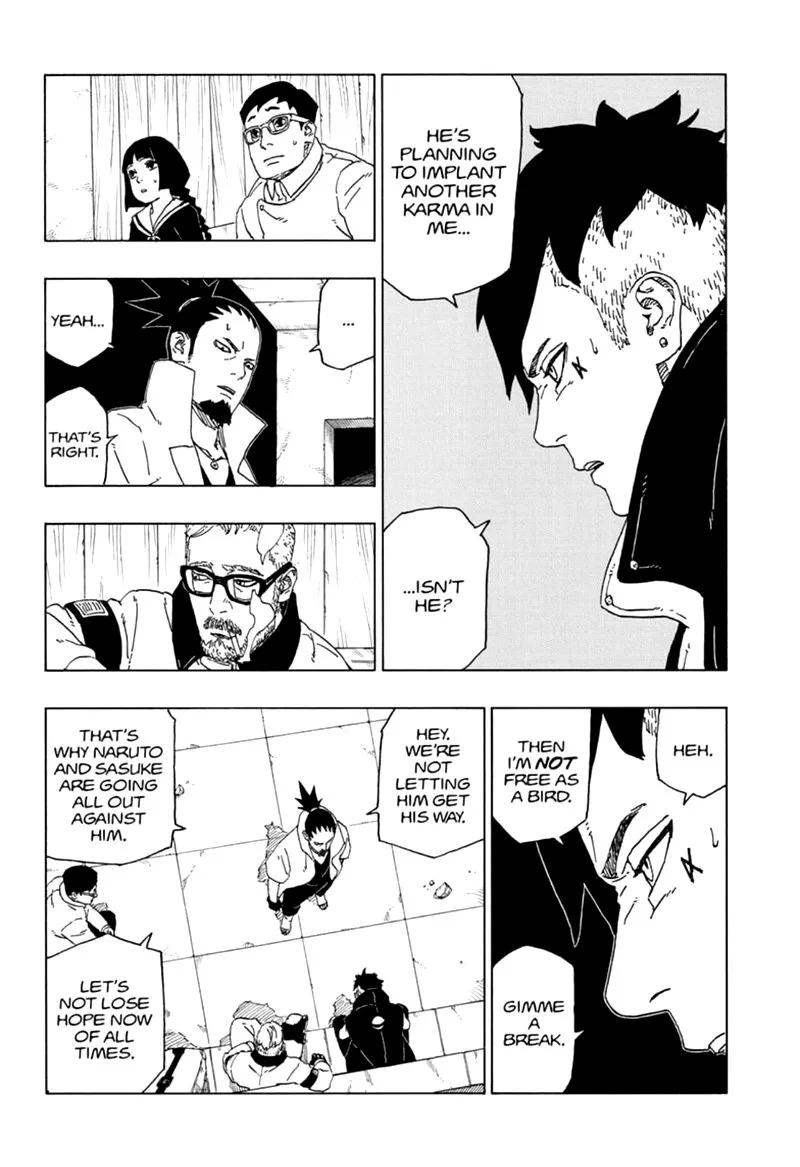 HE'S
PLANNING
TO IMPLANT
ANOTHER
KARMA IN
ME...
...ISN'T
HE?
...
YEAH...
THAT'S
RIGHT.
HEH.
THEN
I'M NOT
FREE AS
A BIRD.
GIMME
A
BREAK.
HEY.
WE'RE
NOT
LETTING
HIM GET
HIS WAY.
THAT'S
WHY NARUTO
AND SASUKE
ARE GOING
ALL OUT
AGAINST
HIM.
LET'S
NOT LOSE
HOPE NOW
OF ALL
TIMES.